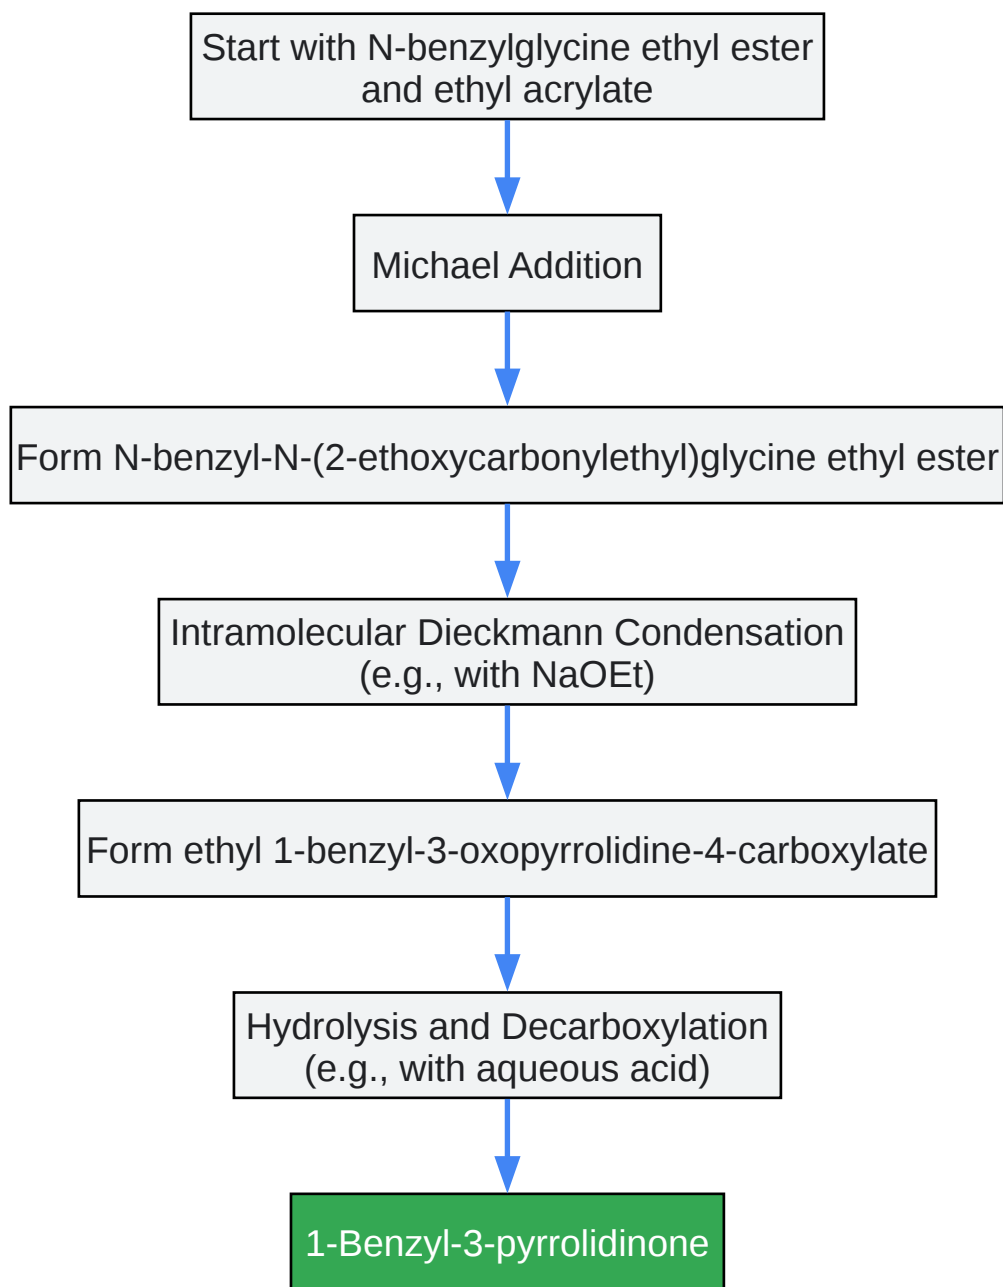 Start with N-benzylglycine ethyl ester
and ethyl acrylate
Michael Addition
Form N-benzyl-N-(2-ethoxycarbonylethyl)glycine ethyl ester
Intramolecular Dieckmann Condensation
(e.g., with NaOEt)
Form ethyl 1-benzyl-3-oxopyrrolidine-4-carboxylate
Hydrolysis and Decarboxylation
(e.g., with aqueous acid)
1-Benzyl-3-pyrrolidinone